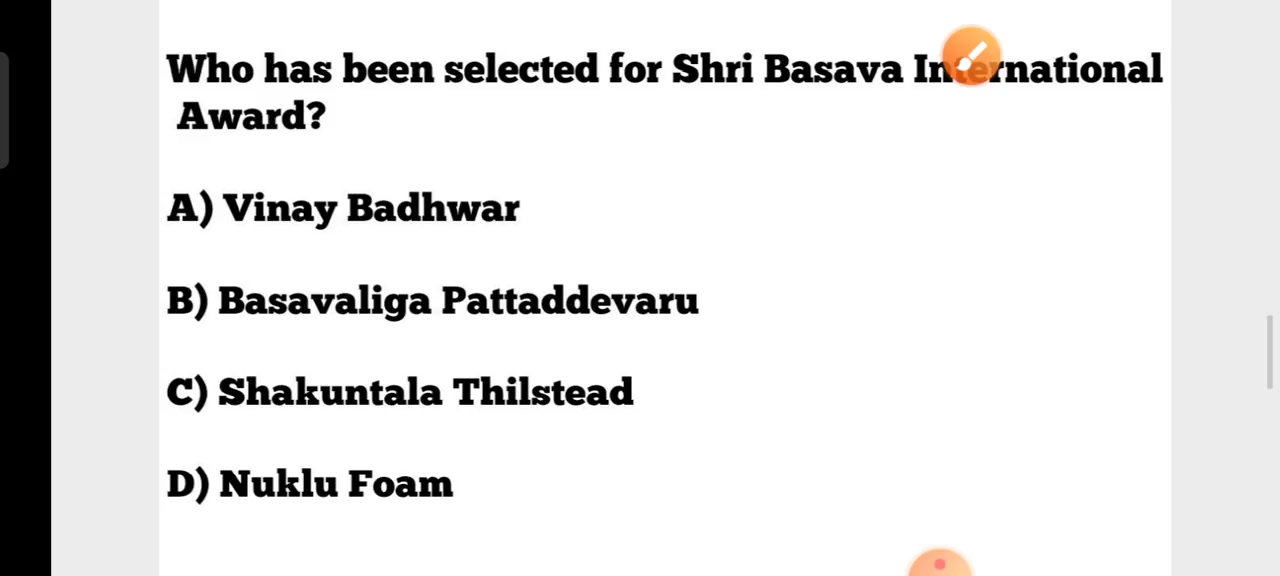 Who has been selected for Shri Basava International
Award?
A) Vinay Badhwar
B) Basavaliga Pattaddevaru
C) Shakuntala Thilstead
D) Nuklu Foam